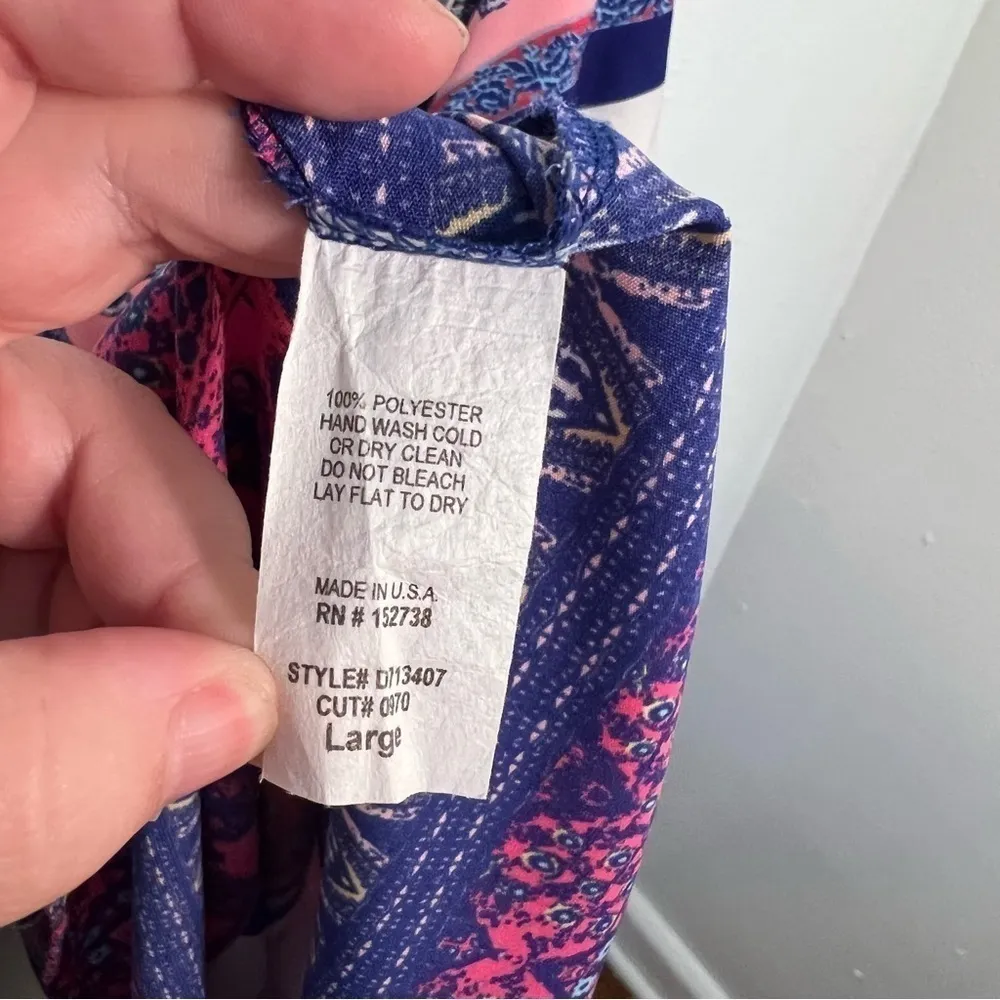 100% POLYESTER
HAND WASH COLD
OR DRY CLEAN
DO NOT BLEACH
LAY FLAT TO DRY
MADE IN U.S.A.
RN # 152738
STYLE#
CUT#
Large